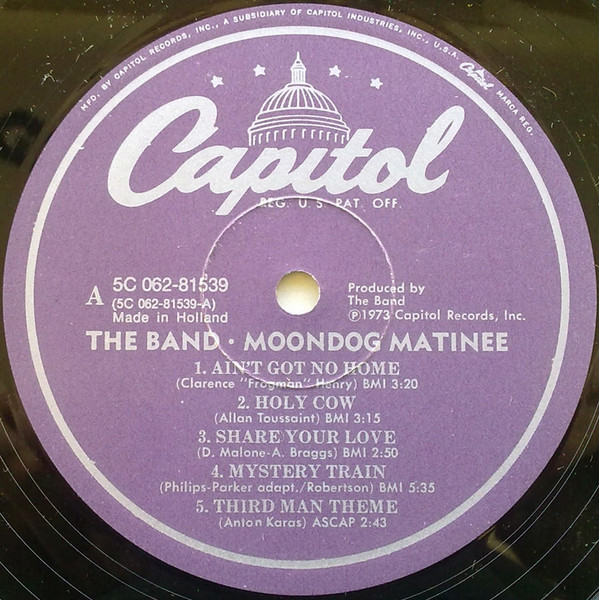 MFD. BY CAPITOL RECORDS, INC., A SUBSIDIARY OF CAPITOL INDUSTRIES, INC., U.S.A. Capitol MARCA REG.
Capitol
REG. U.S. PAT. OFF.
A
5C 062-81539
(5C 062-81539-A)
Made in Holland
Produced by
The Band
Ⓟ1973 Capitol Records, Inc.
THE BAND · MOONDOG MATINEE
1. AIN'T GOT NO HOME
(Clarence "Frogman" Henry) BMI 3:20
2. HOLY COW
(Allan Toussaint) BMI 3:15
3. SHARE YOUR LOVE
(D. Malone-A. Braggs) BMI 2:50
4. MYSTERY TRAIN
(Philips-Parker adapt./Robertson) BMI 5:35
5. THIRD MAN THEME
(Anton Karas) ASCAP 2:43